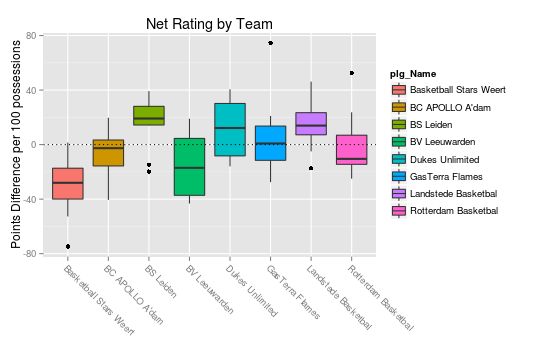 Net Rating by Team
Points Difference per 100 possessions
80
40
0
-40
-80
Basketball Stars Weert
BC APOLLO A'dam
BS Leiden
BV Leeuwarden
Dukes Unlimited
GasTerra Flames
Landstede Basketbal
Rotterdam Basketbal
plg_Name
Basketball Stars Weert
BC APOLLO A'dam
BS Leiden
BV Leeuwarden
Dukes Unlimited
GasTerra Flames
Landstede Basketbal
Rotterdam Basketbal